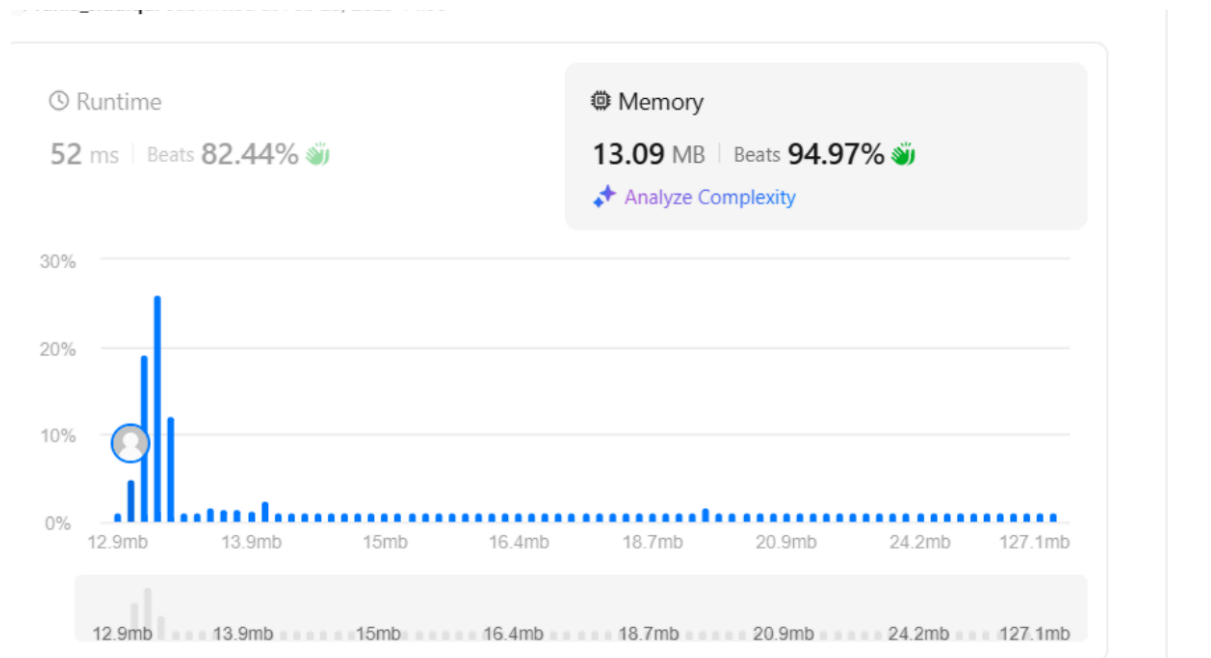 Runtime
52 ms Beats 82.44%
Memory
13.09 MB Beats 94.97%
Analyze Complexity
30%
20%
10%
0%
12.9mb 13.9mb 15mb 16.4mb 18.7mb 20.9mb 24.2mb 127.1mb
12.9mb 13.9mb 15mb 16.4mb 18.7mb 20.9mb 24.2mb 127.1mb